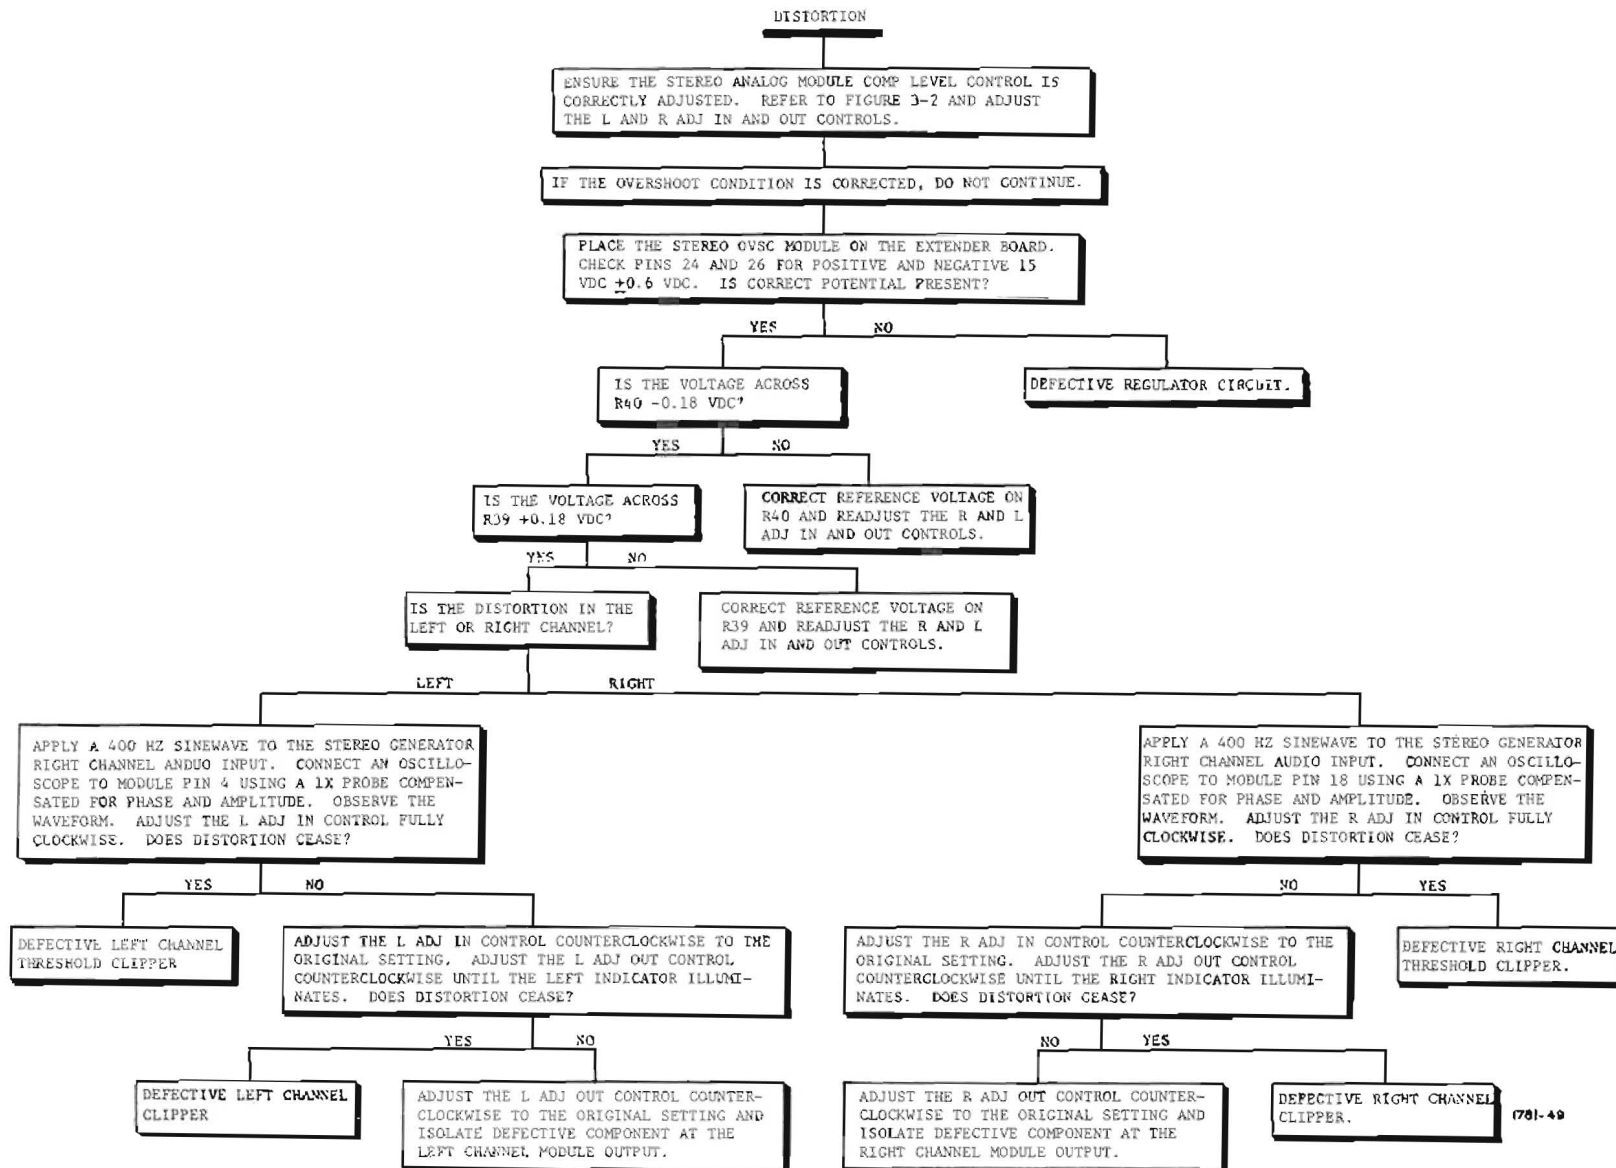 DISTORTION
ENSURE THE STEREO ANALOG MODULE COMP LEVEL CONTROL IS
CORRECTLY ADJUSTED. REFER TO FIGURE 3-2 AND ADJUST
THE L AND R ADJ IN AND OUT CONTROLS.
IF THE OVERSHOOT CONDITION IS CORRECTED, DO NOT CONTINUE.
PLACE THE STEREO OVSC MODULE ON THE EXTENDER BOARD.
CHECK PINS 24 AND 26 FOR POSITIVE AND NEGATIVE 15
VDC ±0.6 VDC. IS CORRECT POTENTIAL PRESENT?
YES NO
IS THE VOLTAGE ACROSS
R40 -0.18 VDC?
DEFECTIVE REGULATOR CIRCUIT.
YES NO
IS THE VOLTAGE ACROSS
R39 +0.18 VDC?
CORRECT REFERENCE VOLTAGE ON
R40 AND READJUST THE R AND L
ADJ IN AND OUT CONTROLS.
YES NO
IS THE DISTORTION IN THE
LEFT OR RIGHT CHANNEL?
CORRECT REFERENCE VOLTAGE ON
R39 AND READJUST THE R AND L
ADJ IN AND OUT CONTROLS.
LEFT RIGHT
APPLY A 400 HZ SINEWAVE TO THE STEREO GENERATOR
RIGHT CHANNEL ANDUO INPUT. CONNECT AN OSCILLO-
SCOPE TO MODULE PIN 4 USING A 1X PROBE COMPEN-
SATED FOR PHASE AND AMPLITUDE. OBSERVE THE
WAVEFORM. ADJUST THE L ADJ IN CONTROL FULLY
CLOCKWISE. DOES DISTORTION CEASE?
APPLY A 400 HZ SINEWAVE TO THE STEREO GENERATOR
RIGHT CHANNEL AUDIO INPUT. CONNECT AN OSCILLO-
SCOPE TO MODULE PIN 18 USING A 1X PROBE COMPEN-
SATED FOR PHASE AND AMPLITUDE. OBSERVE THE
WAVEFORM. ADJUST THE R ADJ IN CONTROL FULLY
CLOCKWISE. DOES DISTORTION CEASE?
YES NO
NO YES
DEFECTIVE LEFT CHANNEL
THRESHOLD CLIPPER
ADJUST THE L ADJ IN CONTROL COUNTERCLOCKWISE TO THE
ORIGINAL SETTING. ADJUST THE L ADJ OUT CONTROL
COUNTERCLOCKWISE UNTIL THE LEFT INDICATOR ILLUMI-
NATES. DOES DISTORTION CEASE?
ADJUST THE R ADJ IN CONTROL COUNTERCLOCKWISE TO THE
ORIGINAL SETTING. ADJUST THE R ADJ OUT CONTROL
COUNTERCLOCKWISE UNTIL THE RIGHT INDICATOR ILLUMI-
NATES. DOES DISTORTION CEASE?
DEFECTIVE RIGHT CHANNEL
THRESHOLD CLIPPER.
YES NO
NO YES
DEFECTIVE LEFT CHANNEL
CLIPPER
ADJUST THE L ADJ OUT CONTROL COUNTER-
CLOCKWISE TO THE ORIGINAL SETTING AND
ISOLATE DEFECTIVE COMPONENT AT THE
LEFT CHANNEL MODULE OUTPUT.
ADJUST THE R ADJ OUT CONTROL COUNTER-
CLOCKWISE TO THE ORIGINAL SETTING AND
ISOLATE DEFECTIVE COMPONENT AT THE
RIGHT CHANNEL MODULE OUTPUT.
DEFECTIVE RIGHT CHANNEL
CLIPPER.
(78)-49